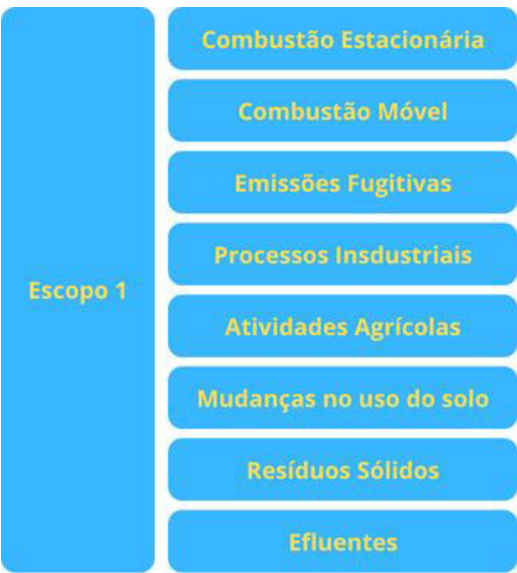 Escopo 1
Combustão Estacionária
Combustão Móvel
Emissões Fugitivas
Processos Insdustriais
Atividades Agrícolas
Mudanças no uso do solo
Resíduos Sólidos
Efluentes